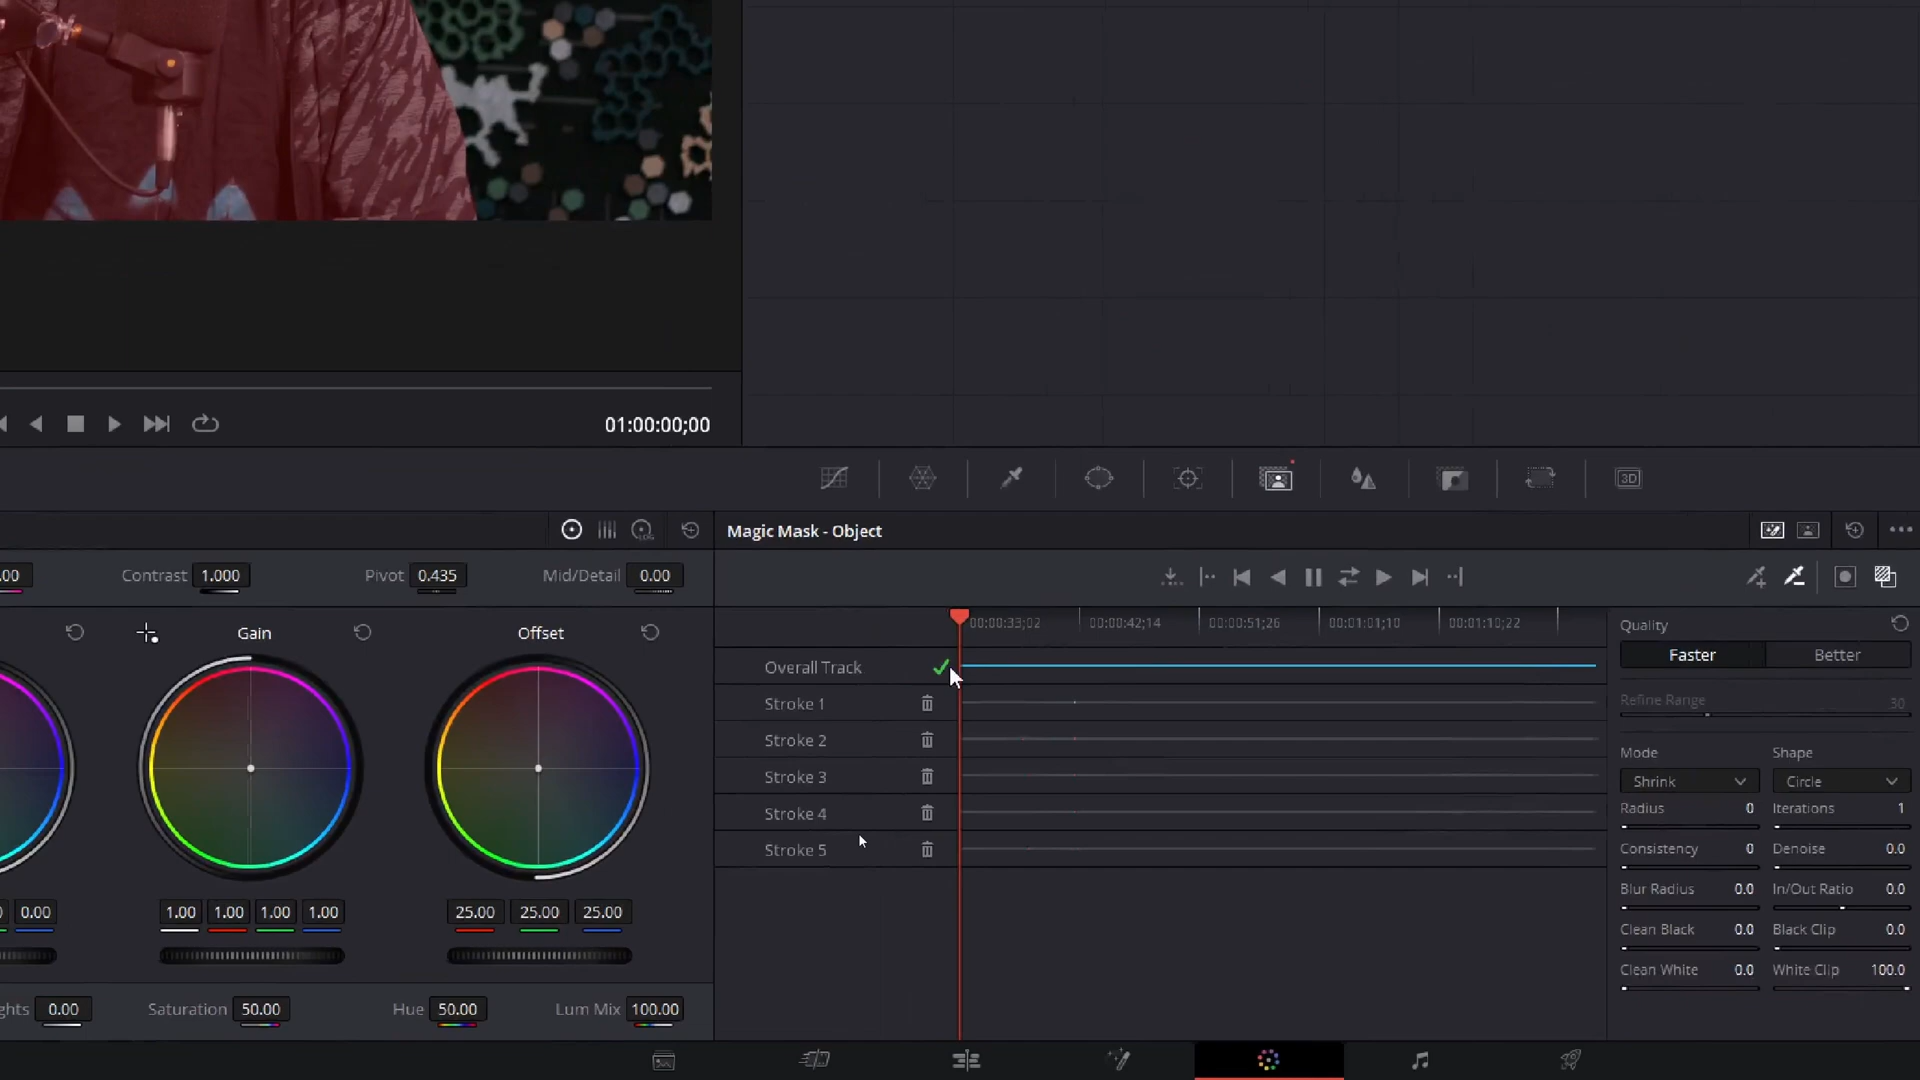 01:00:00;00
3D
Magic Mask - Object
.00
Contrast 1.000
Pivot 0.435
Mid/Detail 0.00
LOG
Gain
Offset
00:00:33;02
00:00:42;14
00:00:51;26
00:01:01;10
00:01:10;22
Quality
Faster
Better
Overall Track
Stroke 1
Stroke 2
Stroke 3
Stroke 4
Stroke 5
Refine Range 30
Mode
Shape
Shrink
Circle
Radius 0
Iterations 1
Consistency 0
Denoise 0.0
Blur Radius 0.0
In/Out Ratio 0.0
Clean Black 0.0
Black Clip 0.0
Clean White 0.0
White Clip 100.0
0.00
1.00 1.00 1.00 1.00
25.00 25.00 25.00
ghts 0.00
Saturation 50.00
Hue 50.00
Lum Mix 100.00